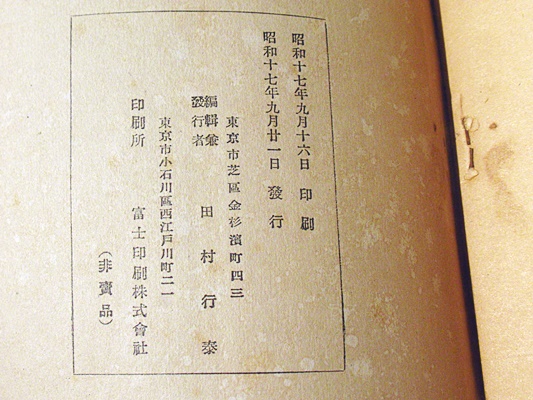 昭和十七年九月十六日　印刷
昭和十七年九月廿一日　發行
東京市芝區金杉濱町四三
編輯兼發行者　田村行泰
東京市小石川區西江戸川町二一
印刷所　富士印刷株式會社
（非賣品）